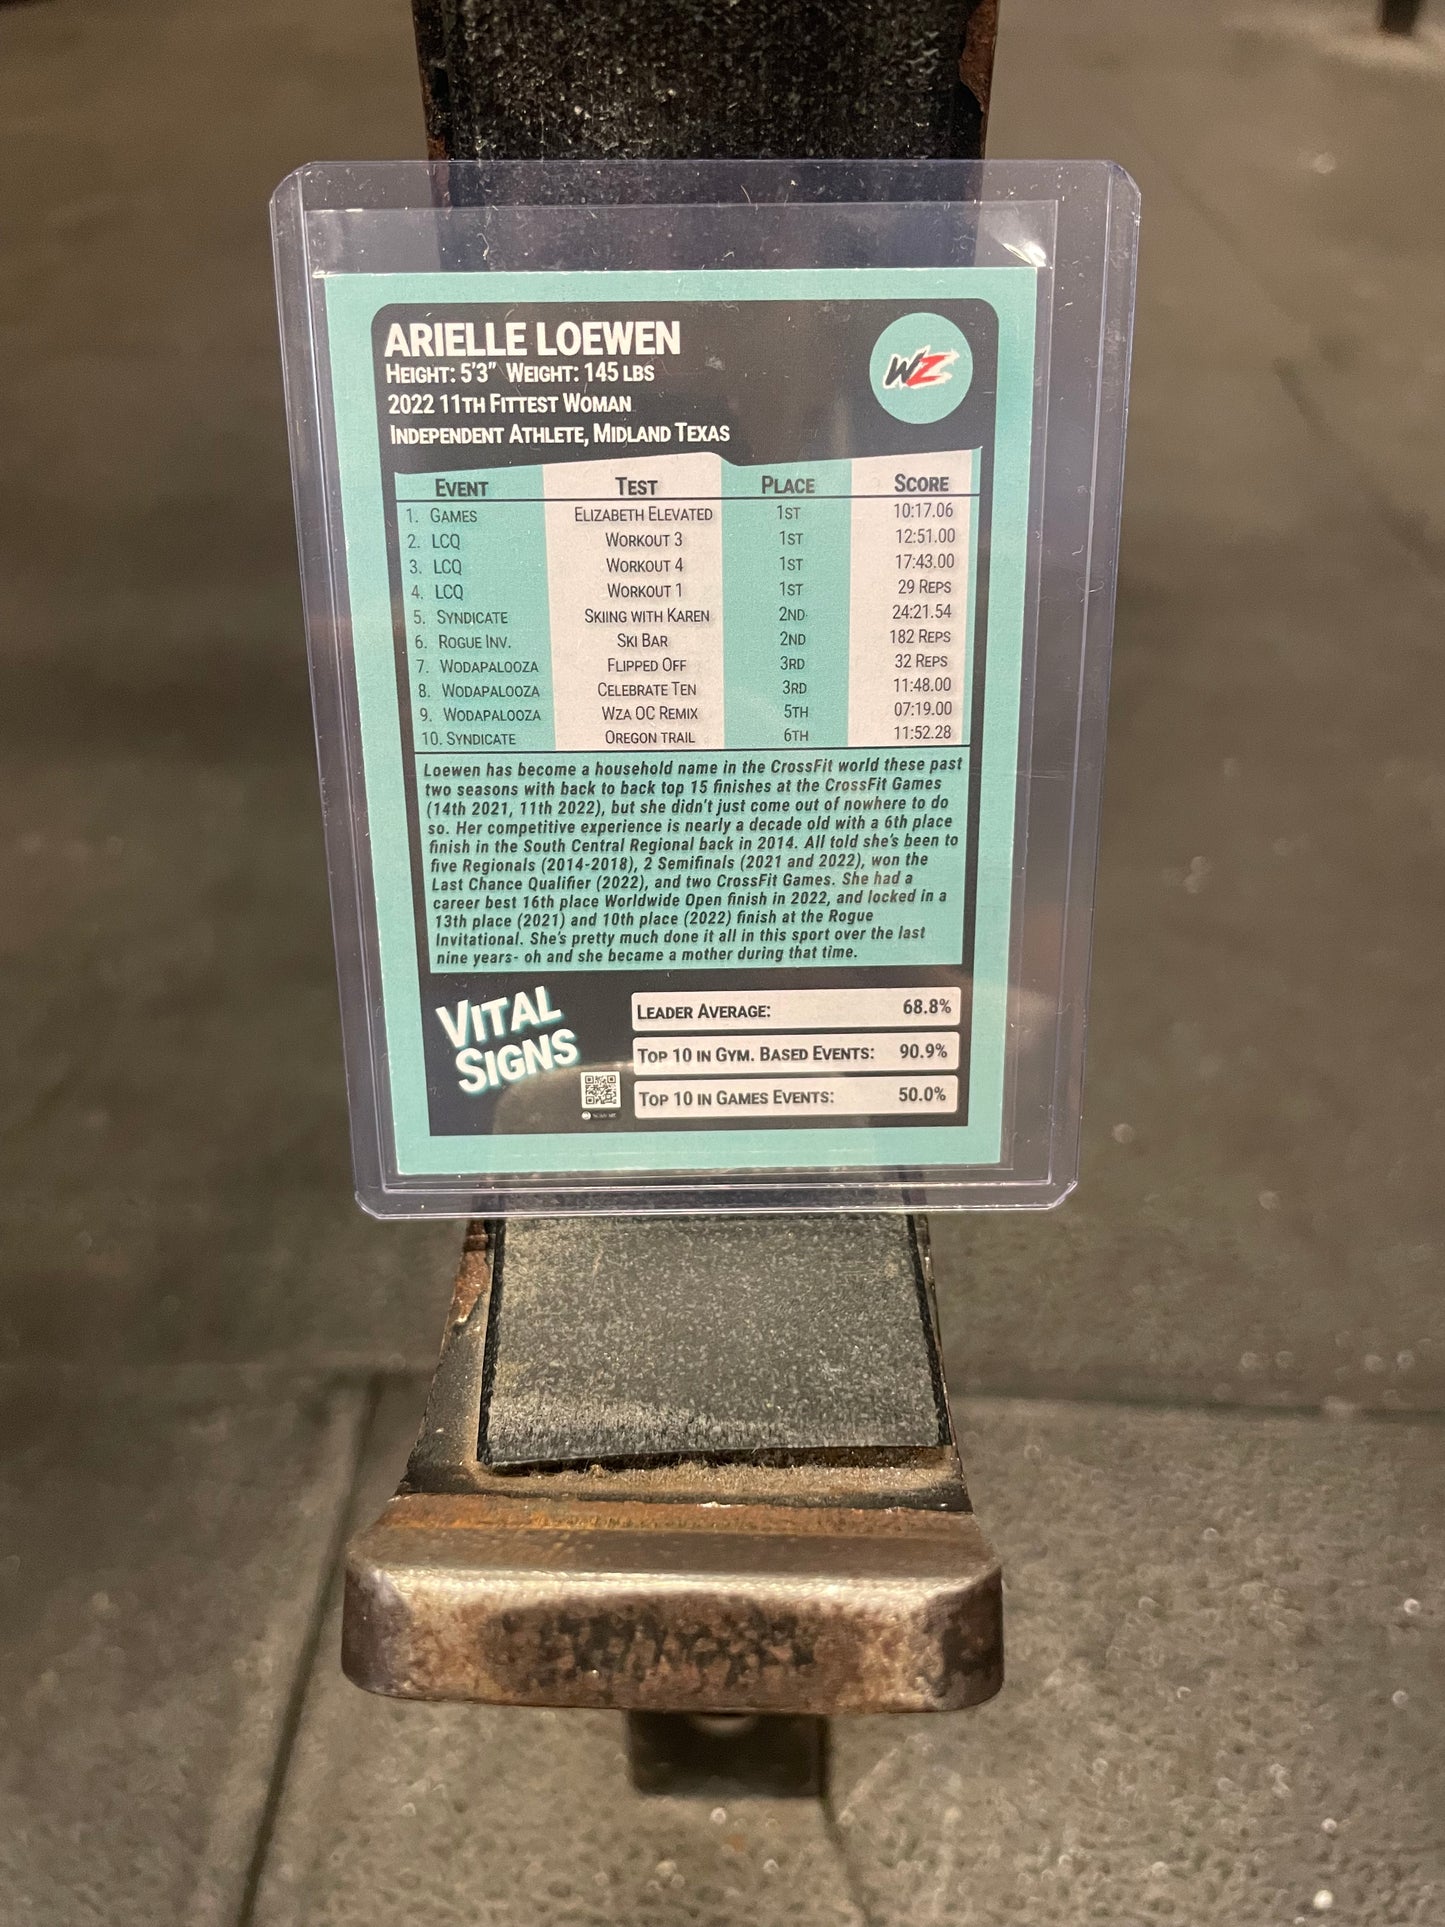 ARIELLE LOEWEN
WZ
HEIGHT: 5'3" WEIGHT: 145 LBS
2022 11TH FITTEST WOMAN
INDEPENDENT ATHLETE, MIDLAND TEXAS
EVENT TEST PLACE SCORE
1. GAMES ELIZABETH ELEVATED 1ST 10:17.06
2. LCQ WORKOUT 3 1ST 12:51.00
3. LCQ WORKOUT 4 1ST 17:43.00
4. LCQ WORKOUT 1 1ST 29 REPS
5. SYNDICATE SKIING WITH KAREN 2ND 24:21.54
6. ROGUE INV. SKI BAR 2ND 182 REPS
7. WODAPALOOZA FLIPPED OFF 3RD 32 REPS
8. WODAPALOOZA CELEBRATE TEN 3RD 11:48.00
9. WODAPALOOZA WZA OC REMIX 5TH 07:19.00
10. SYNDICATE OREGON TRAIL 6TH 11:52.28
Loewen has become a household name in the CrossFit world these past
two seasons with back to back top 15 finishes at the CrossFit Games
(14th 2021, 11th 2022), but she didn't just come out of nowhere to do
so. Her competitive experience is nearly a decade old with a 6th place
finish in the South Central Regional back in 2014. All told she's been to
five Regionals (2014-2018), 2 Semifinals (2021 and 2022), won the
Last Chance Qualifier (2022), and two CrossFit Games. She had a
career best 16th place Worldwide Open finish in 2022, and locked in a
13th place (2021) and 10th place (2022) finish at the Rogue
Invitational. She's pretty much done it all in this sport over the last
nine years- oh and she became a mother during that time.
VITAL
SIGNS
LEADER AVERAGE: 68.8%
TOP 10 IN GYM. BASED EVENTS: 90.9%
TOP 10 IN GAMES EVENTS: 50.0%